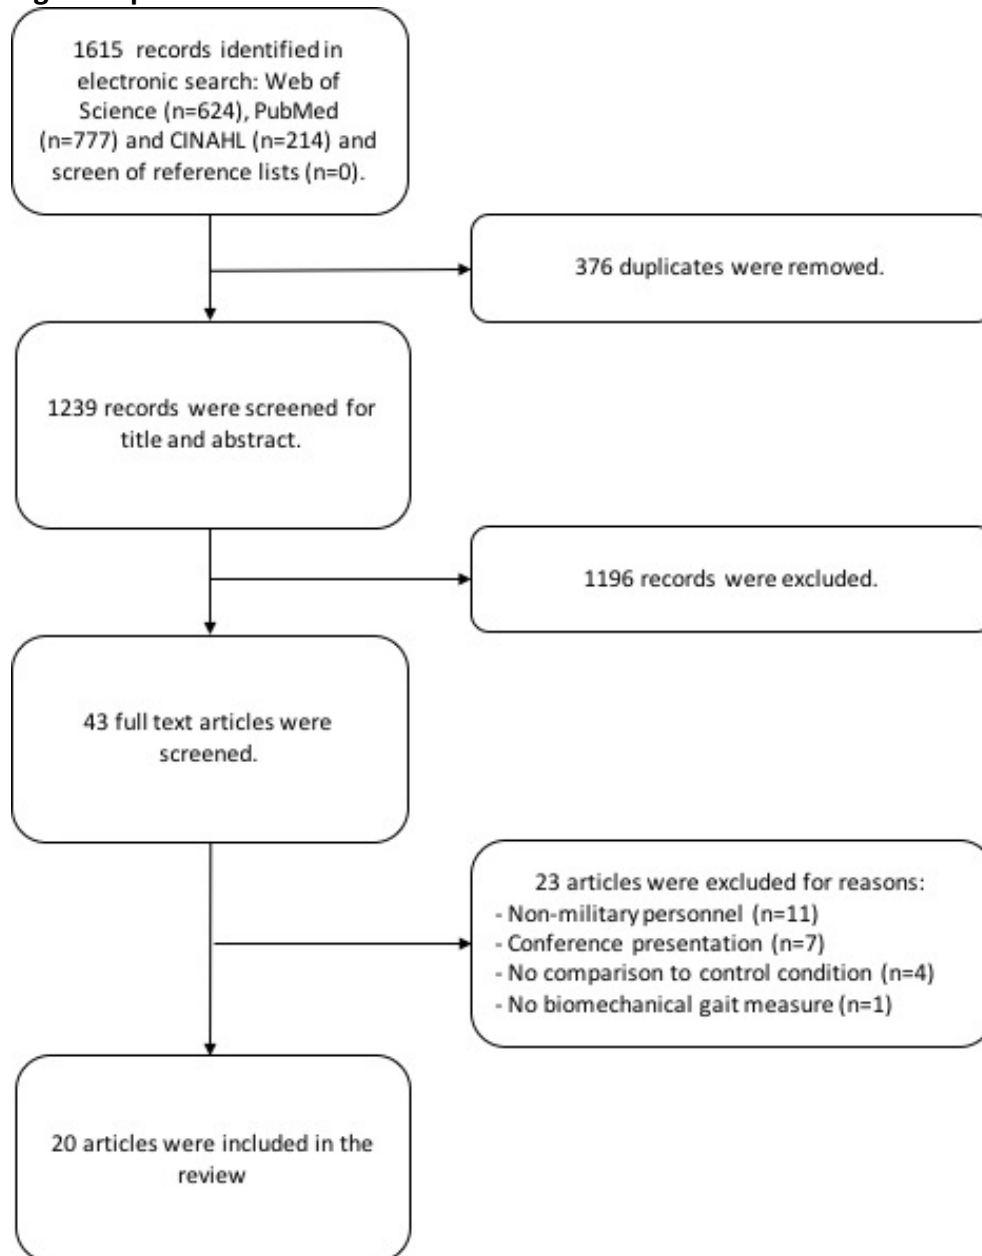 1615 records identified in
electronic search: Web of
Science (n=624), PubMed
(n=777) and CINAHL (n=214) and
screen of reference lists (n=0).
376 duplicates were removed.
1239 records were screened for
title and abstract.
1196 records were excluded.
43 full text articles were
screened.
23 articles were excluded for reasons:
- Non-military personnel (n=11)
- Conference presentation (n=7)
- No comparison to control condition (n=4)
- No biomechanical gait measure (n=1)
20 articles were included in the
review